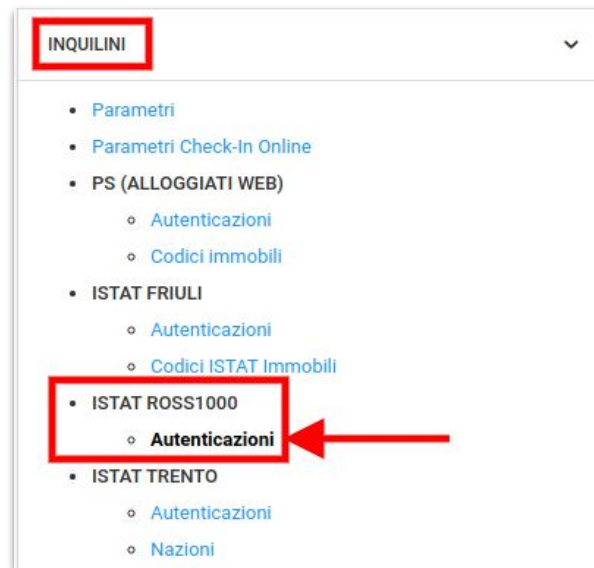 INQUILINI
Parametri
Parametri Check-In Online
PS (ALLOGGIATI WEB)
Autenticazioni
Codici immobili
ISTAT FRIULI
Autenticazioni
Codici ISTAT Immobili
ISTAT ROSS1000
Autenticazioni
ISTAT TRENTO
Autenticazioni
Nazioni